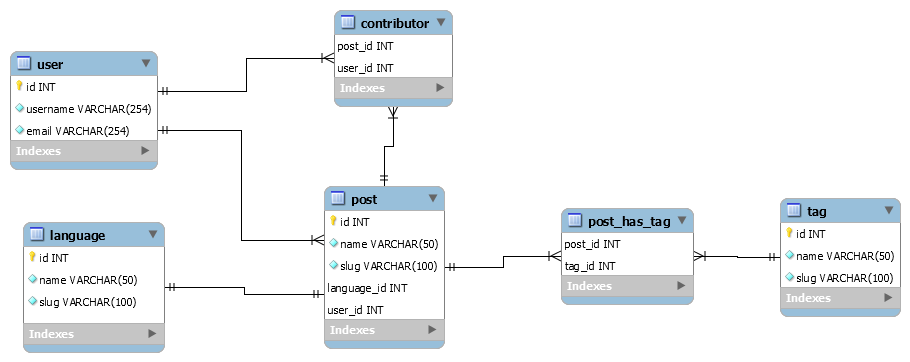 contributor
post_id INT
user_id INT
Indexes
user
id INT
username VARCHAR(254)
email VARCHAR(254)
Indexes
post
id INT
name VARCHAR(50)
slug VARCHAR(100)
language_id INT
user_id INT
Indexes
language
id INT
name VARCHAR(50)
slug VARCHAR(100)
Indexes
post_has_tag
post_id INT
tag_id INT
Indexes
tag
id INT
name VARCHAR(50)
slug VARCHAR(100)
Indexes